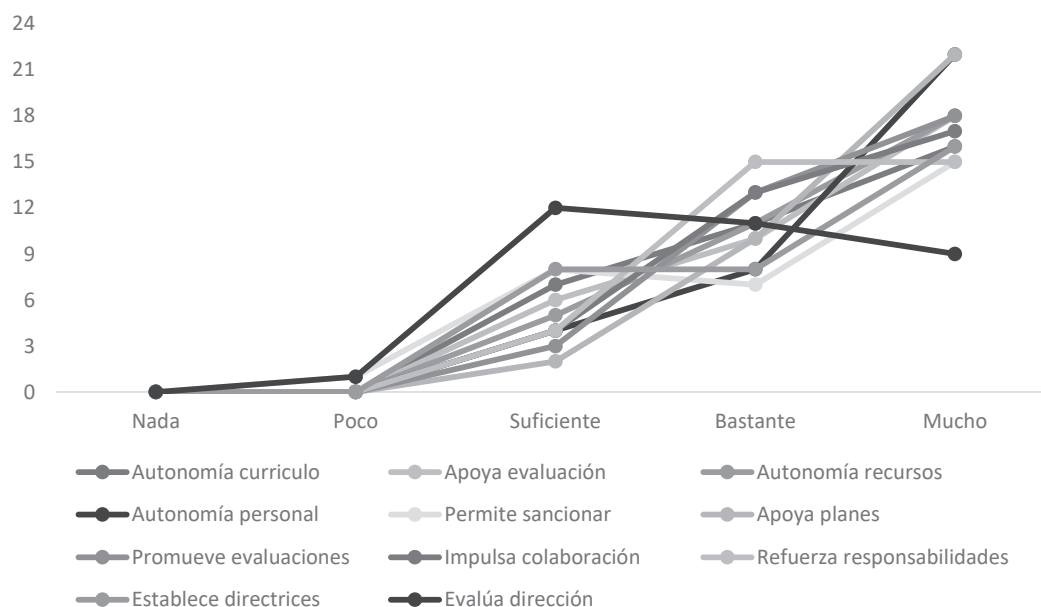 24
21
18
15
12
9
6
3
0
Nada Poco Suficiente Bastante Mucho
Autonomía curriculo Apoya evaluación Autonomía recursos
Autonomía personal Permite sancionar Apoya planes
Promueve evaluaciones Impulsa colaboración Refuerza responsabilidades
Establece directrices Evalúa dirección